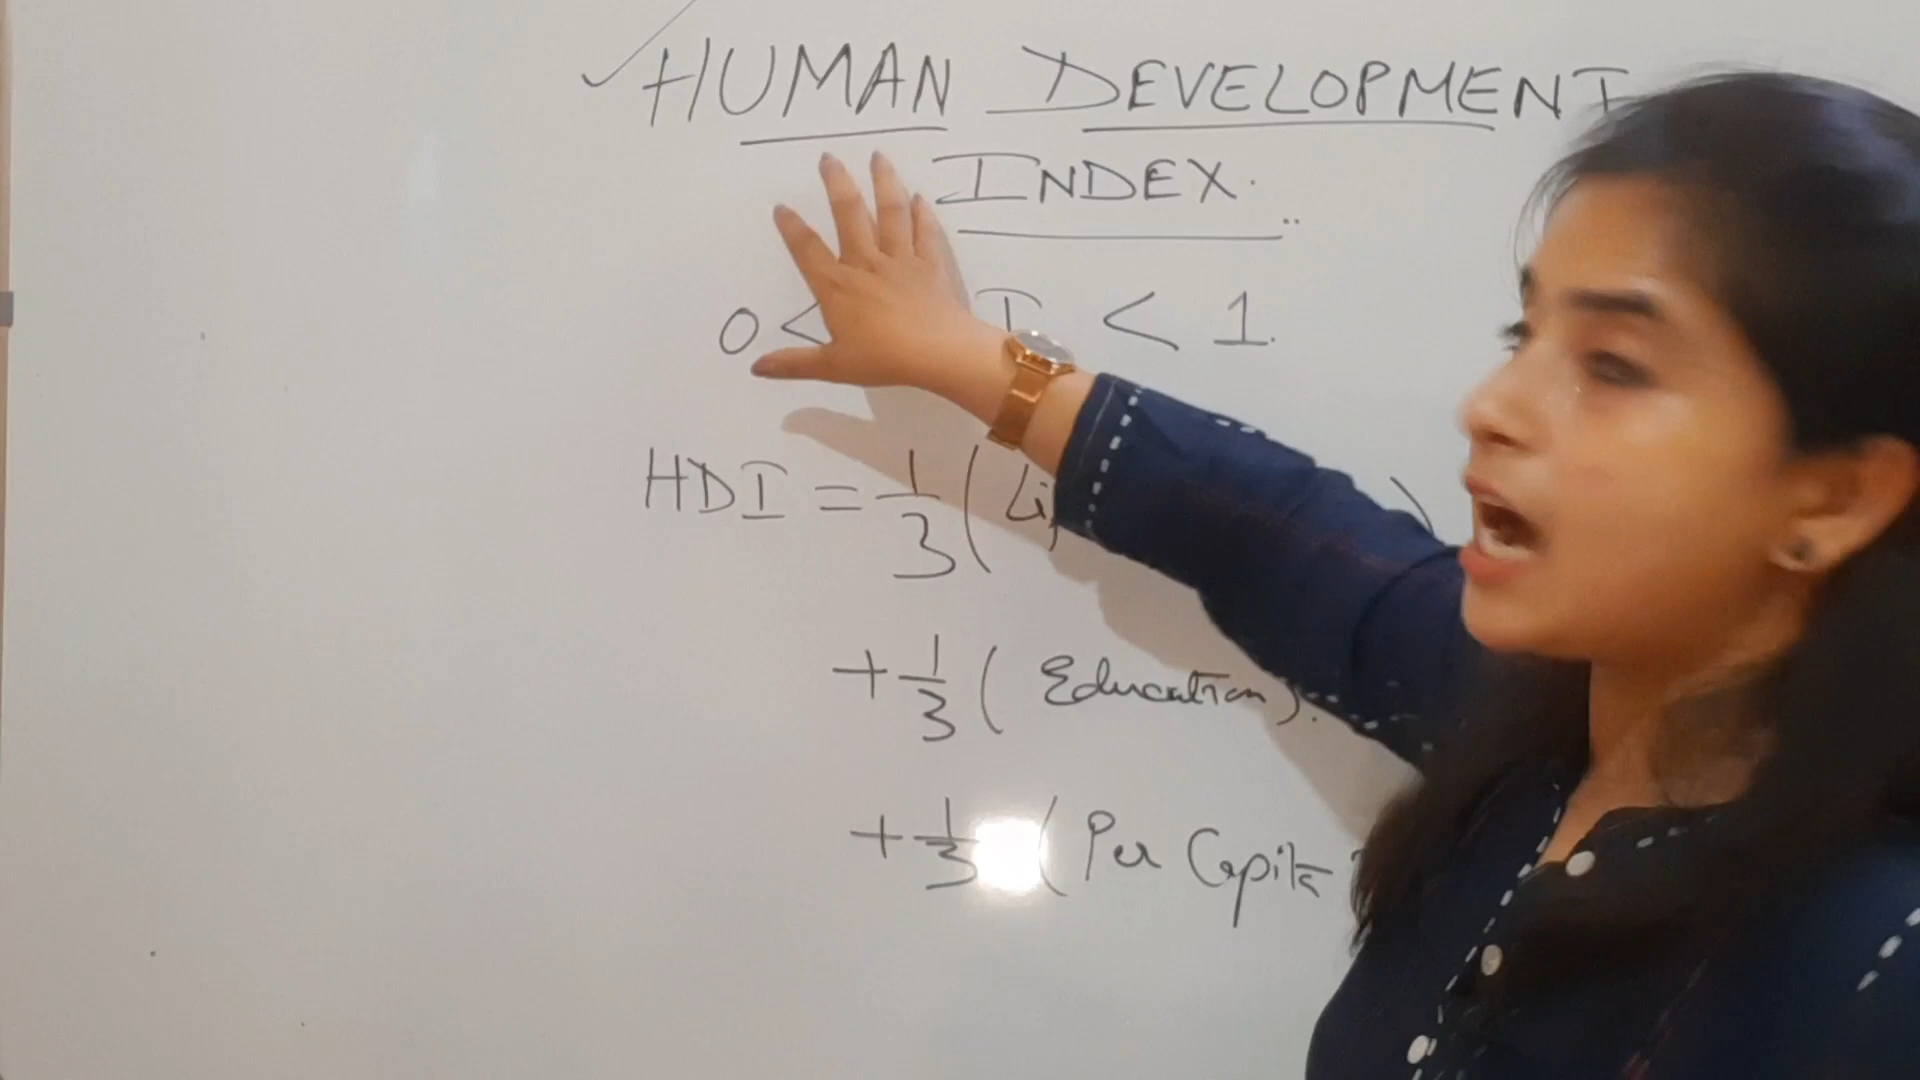 HUMAN DEVELOPMENT
INDEX.
0 < I < 1.
HDI = 1/3 (
+ 1/3 ( Education).
+ 1/3 ( Per Capita